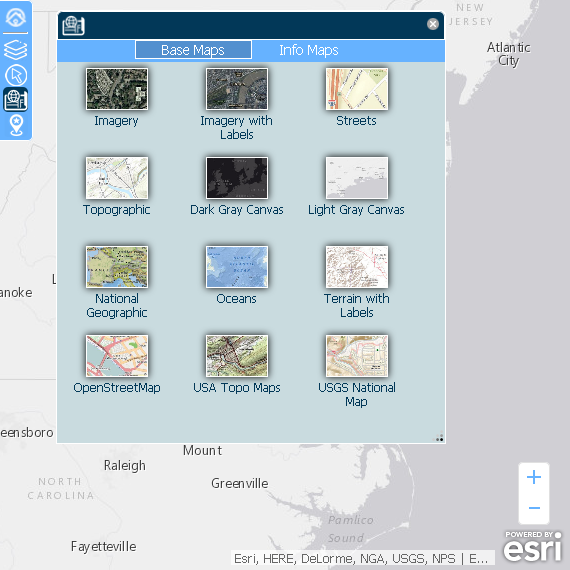 NEW
JERSEY
Atlantic
City
Base Maps
Info Maps
Imagery
Imagery with
Labels
Streets
Topographic
Dark Gray Canvas
Light Gray Canvas
National
Geographic
Oceans
Terrain with
Labels
OpenStreetMap
USA Topo Maps
USGS National
Map
anoke
L
eensboro
Mount
Raleigh
NORTH
CAROLINA
Greenville
Fayetteville
Pamlico
Sound
+
−
Esri, HERE, DeLorme, NGA, USGS, NPS | E...
POWERED BY
esri